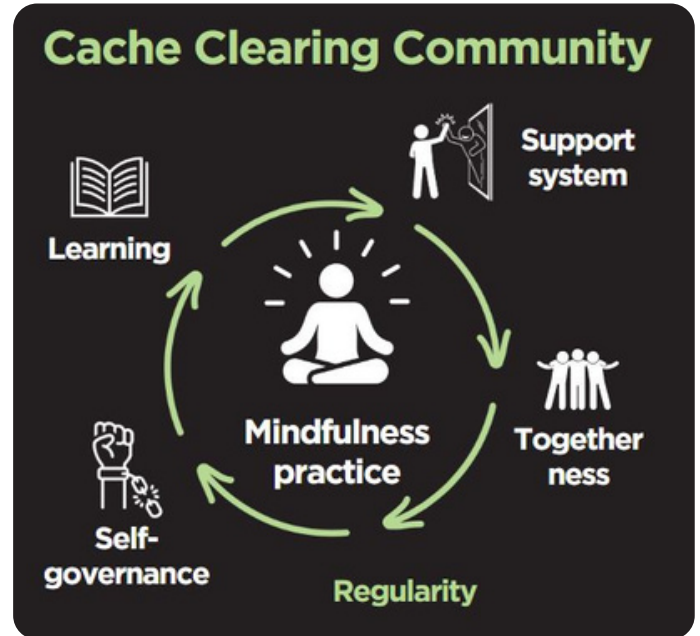 Cache Clearing Community
Support
system
Learning
Mindfulness
practice
Together
ness
Self-
governance
Regularity